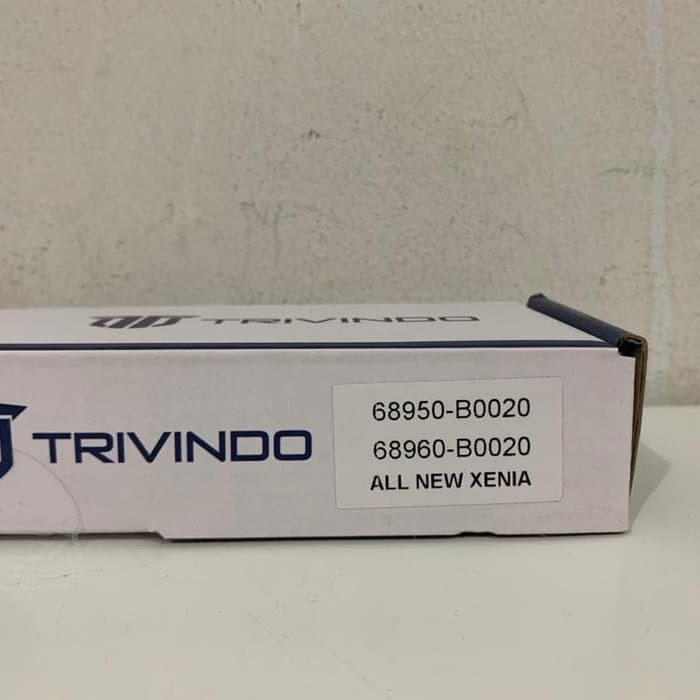 TRIVINDO
TRIVINDO
68950-B0020
68960-B0020
ALL NEW XENIA